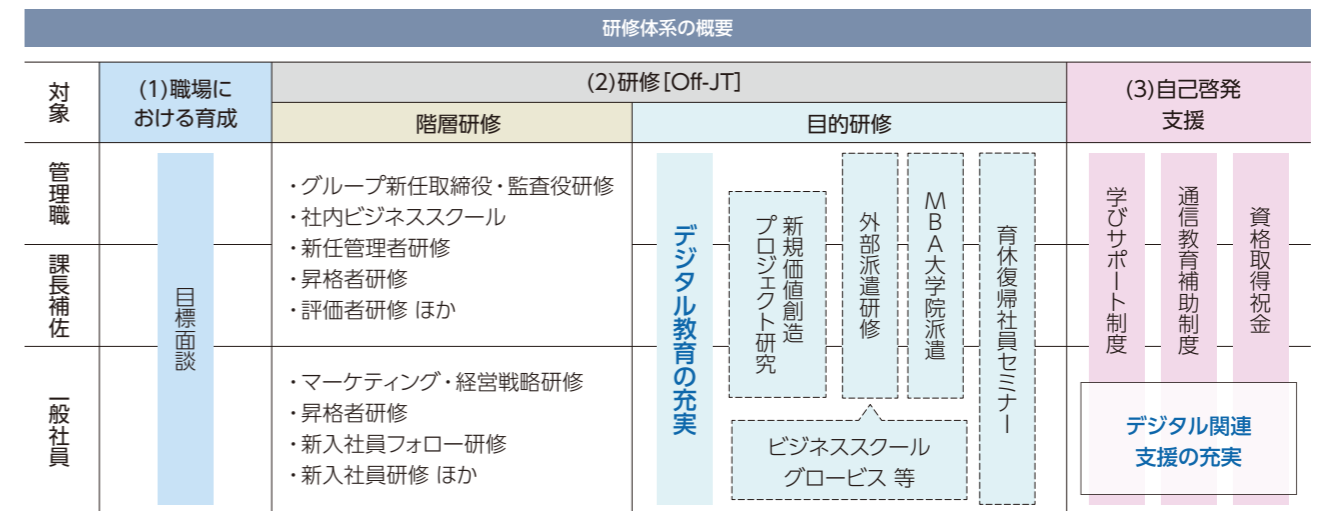 研修体系の概要
対象
(1)職場に
おける育成
(2)研修[Off-JT]
階層研修
目的研修
(3)自己啓発
支援
管理職
課長補佐
一般社員
目標面談
・グループ新任取締役・監査役研修
・社内ビジネススクール
・新任管理者研修
・昇格者研修
・評価者研修 ほか
・マーケティング・経営戦略研修
・昇格者研修
・新入社員フォロー研修
・新入社員研修 ほか
デジタル教育の充実
新規価値創造
プロジェクト研究
外部派遣研修
MBA大学院派遣
育休復帰社員セミナー
ビジネススクール
グロービス 等
学びサポート制度
通信教育補助制度
資格取得祝金
デジタル関連
支援の充実